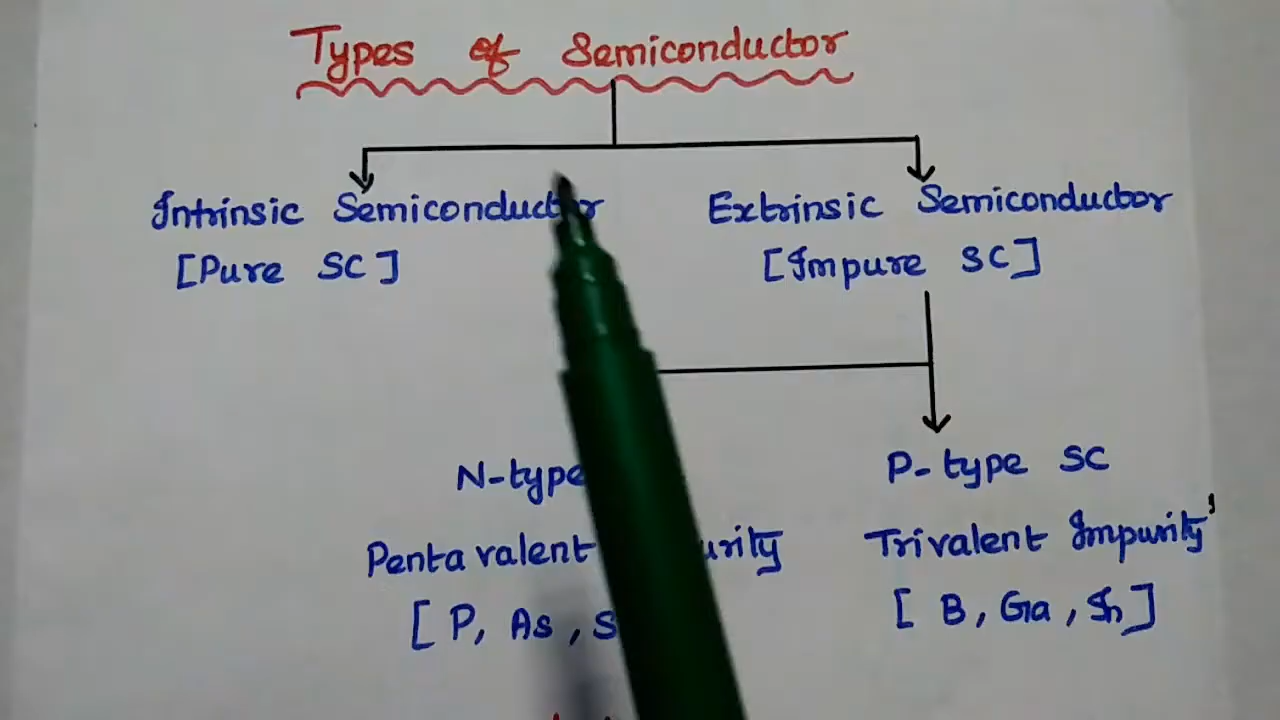 Types of Semiconductor
Intrinsic Semiconductor
[Pure SC]
Extrinsic Semiconductor
[Impure SC]
N-type
Pentavalent
[P, As,
P-type SC
Trivalent Impurity
[B, Ga, In]